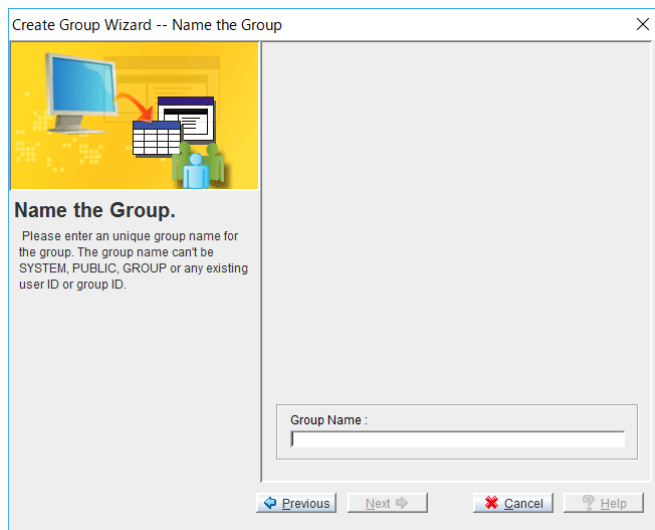 Create Group Wizard -- Name the Group
Name the Group.
Please enter an unique group name for
the group. The group name can't be
SYSTEM, PUBLIC, GROUP or any existing
user ID or group ID.
Group Name :
Previous
Next
Cancel
Help